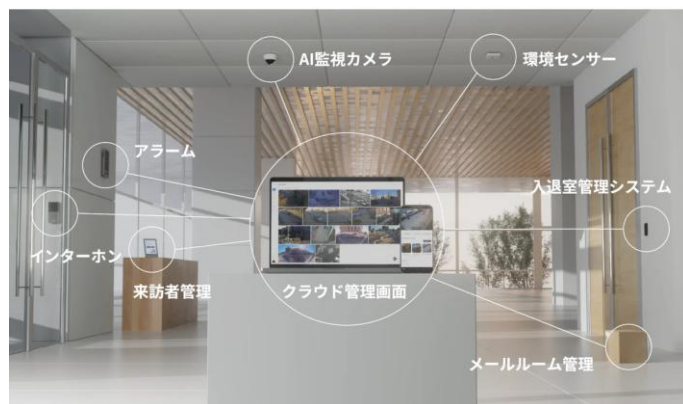 AI監視カメラ
環境センサー
アラーム
入退室管理システム
インターホン
来訪者管理
クラウド管理画面
メールルーム管理